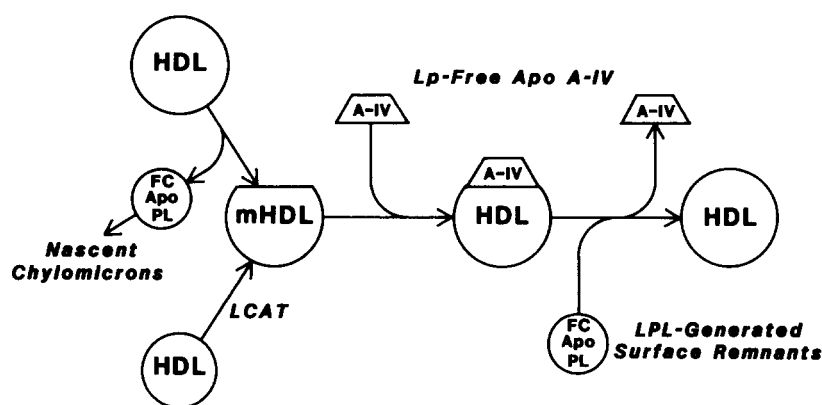 HDL
Lp-Free Apo A-IV
A-IV
A-IV
FC
Apo
PL
A-IV
mHDL
HDL
HDL
Nascent
Chylomicrons
LCAT
HDL
FC
Apo
PL
LPL-Generated
Surface Remnants